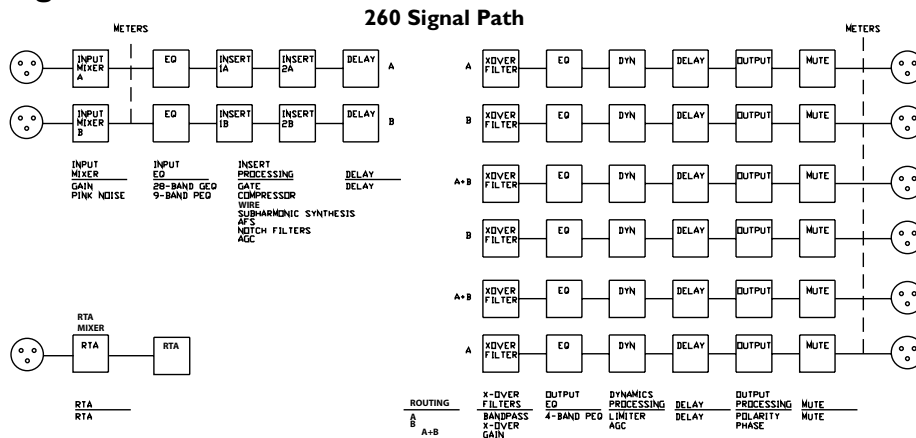 260 Signal Path
METERS
INPUT MIXER A
EQ
INSERT 1A
INSERT 2A
DELAY
A
INPUT MIXER B
EQ
INSERT 1B
INSERT 2B
DELAY
B
INPUT MIXER
GAIN
PINK NOISE
INPUT EQ
28-BAND GEQ
9-BAND PEQ
INSERT PROCESSING
GATE
COMPRESSOR
WIRE
SUBHARMONIC SYNTHESIS
AFS
NOTCH FILTERS
AGC
DELAY
DELAY
RTA MIXER
RTA
RTA
RTA
RTA
METERS
A
XOVER FILTER
EQ
DYN
DELAY
OUTPUT
MUTE
B
XOVER FILTER
EQ
DYN
DELAY
OUTPUT
MUTE
A+B
XOVER FILTER
EQ
DYN
DELAY
OUTPUT
MUTE
B
XOVER FILTER
EQ
DYN
DELAY
OUTPUT
MUTE
A+B
XOVER FILTER
EQ
DYN
DELAY
OUTPUT
MUTE
A
XOVER FILTER
EQ
DYN
DELAY
OUTPUT
MUTE
ROUTING
A
B
A+B
X-OVER FILTERS
BANDPASS
X-OVER
GAIN
OUTPUT EQ
4-BAND PEQ
DYNAMICS PROCESSING
LIMITER
AGC
DELAY
DELAY
OUTPUT PROCESSING
POLARITY
PHASE
MUTE
MUTE